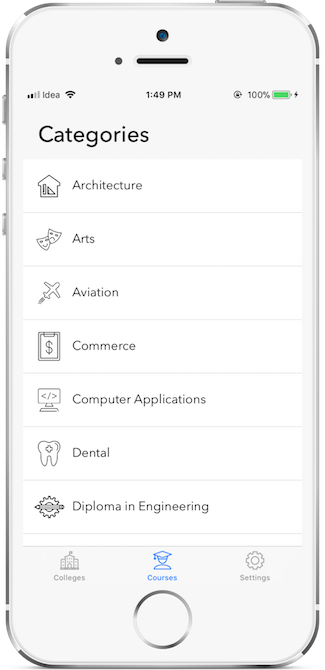 Idea 1:49 PM 100%
Categories
Architecture
Arts
Aviation
$ Commerce
</> Computer Applications
Dental
Diploma in Engineering
Colleges Courses Settings